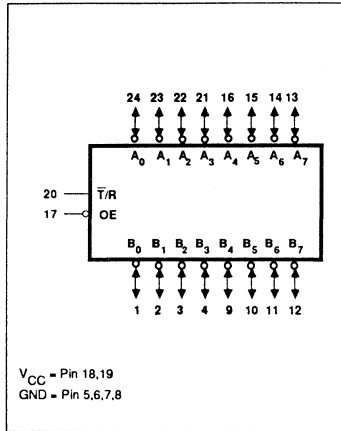 24 23 22 21 16 15 14 13
A0 A1 A2 A3 A4 A5 A6 A7
20 T̅/R
17 OE
B0 B1 B2 B3 B4 B5 B6 B7
1 2 3 4 9 10 11 12
VCC = Pin 18,19
GND = Pin 5,6,7,8